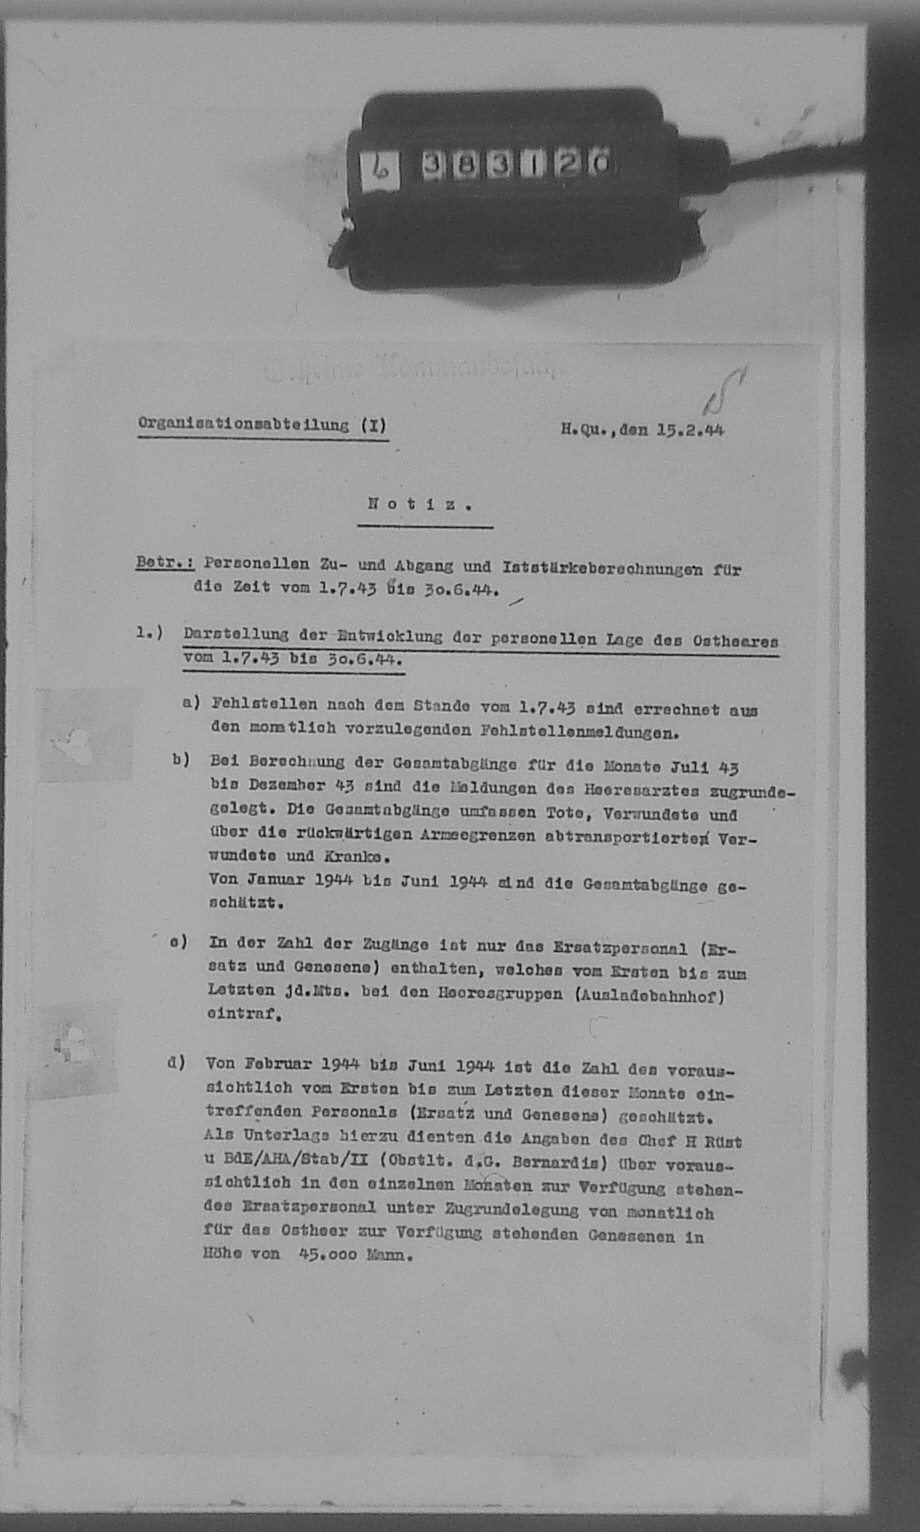 6 383120
Geheime Kommandosache
Organisationsabteilung (I)
H.Qu.,den 15.2.44
N o t i z .
Betr.: Personellen Zu- und Abgang und Iststärkeberechnungen für
die Zeit vom 1.7.43 bis 30.6.44.
1.) Darstellung der Entwicklung der personellen Lage des Ostheeres
vom 1.7.43 bis 30.6.44.
a) Fehlstellen nach dem Stande vom 1.7.43 sind errechnet aus
den monatlich vorzulegenden Fehlstellenmeldungen.
b) Bei Berechnung der Gesamtabgänge für die Monate Juli 43
bis Dezember 43 sind die Meldungen des Heeresarztes zugrunde-
gelegt. Die Gesamtabgänge umfassen Tote, Verwundete und
über die rückwärtigen Armeegrenzen abtransportierten Ver-
wundete und Kranke.
Von Januar 1944 bis Juni 1944 sind die Gesamtabgänge ge-
schätzt.
c) In der Zahl der Zugänge ist nur das Ersatzpersonal (Er-
satz und Genesene) enthalten, welches vom Ersten bis zum
Letzten jd.Mts. bei den Heeresgruppen (Ausladebahnhof)
eintraf.
d) Von Februar 1944 bis Juni 1944 ist die Zahl des voraus-
sichtlich vom Ersten bis zum Letzten dieser Monate ein-
treffenden Personals (Ersatz und Genesene) geschätzt.
Als Unterlage hierzu dienten die Angaben des Chef H Rüst
u BdE/AHA/Stab/II (Obstlt. d.G. Bernardis) über voraus-
sichtlich in den einzelnen Monaten zur Verfügung stehen-
des Ersatzpersonal unter Zugrundelegung von monatlich
für das Ostheer zur Verfügung stehenden Genesenen in
Höhe von 45.000 Mann.